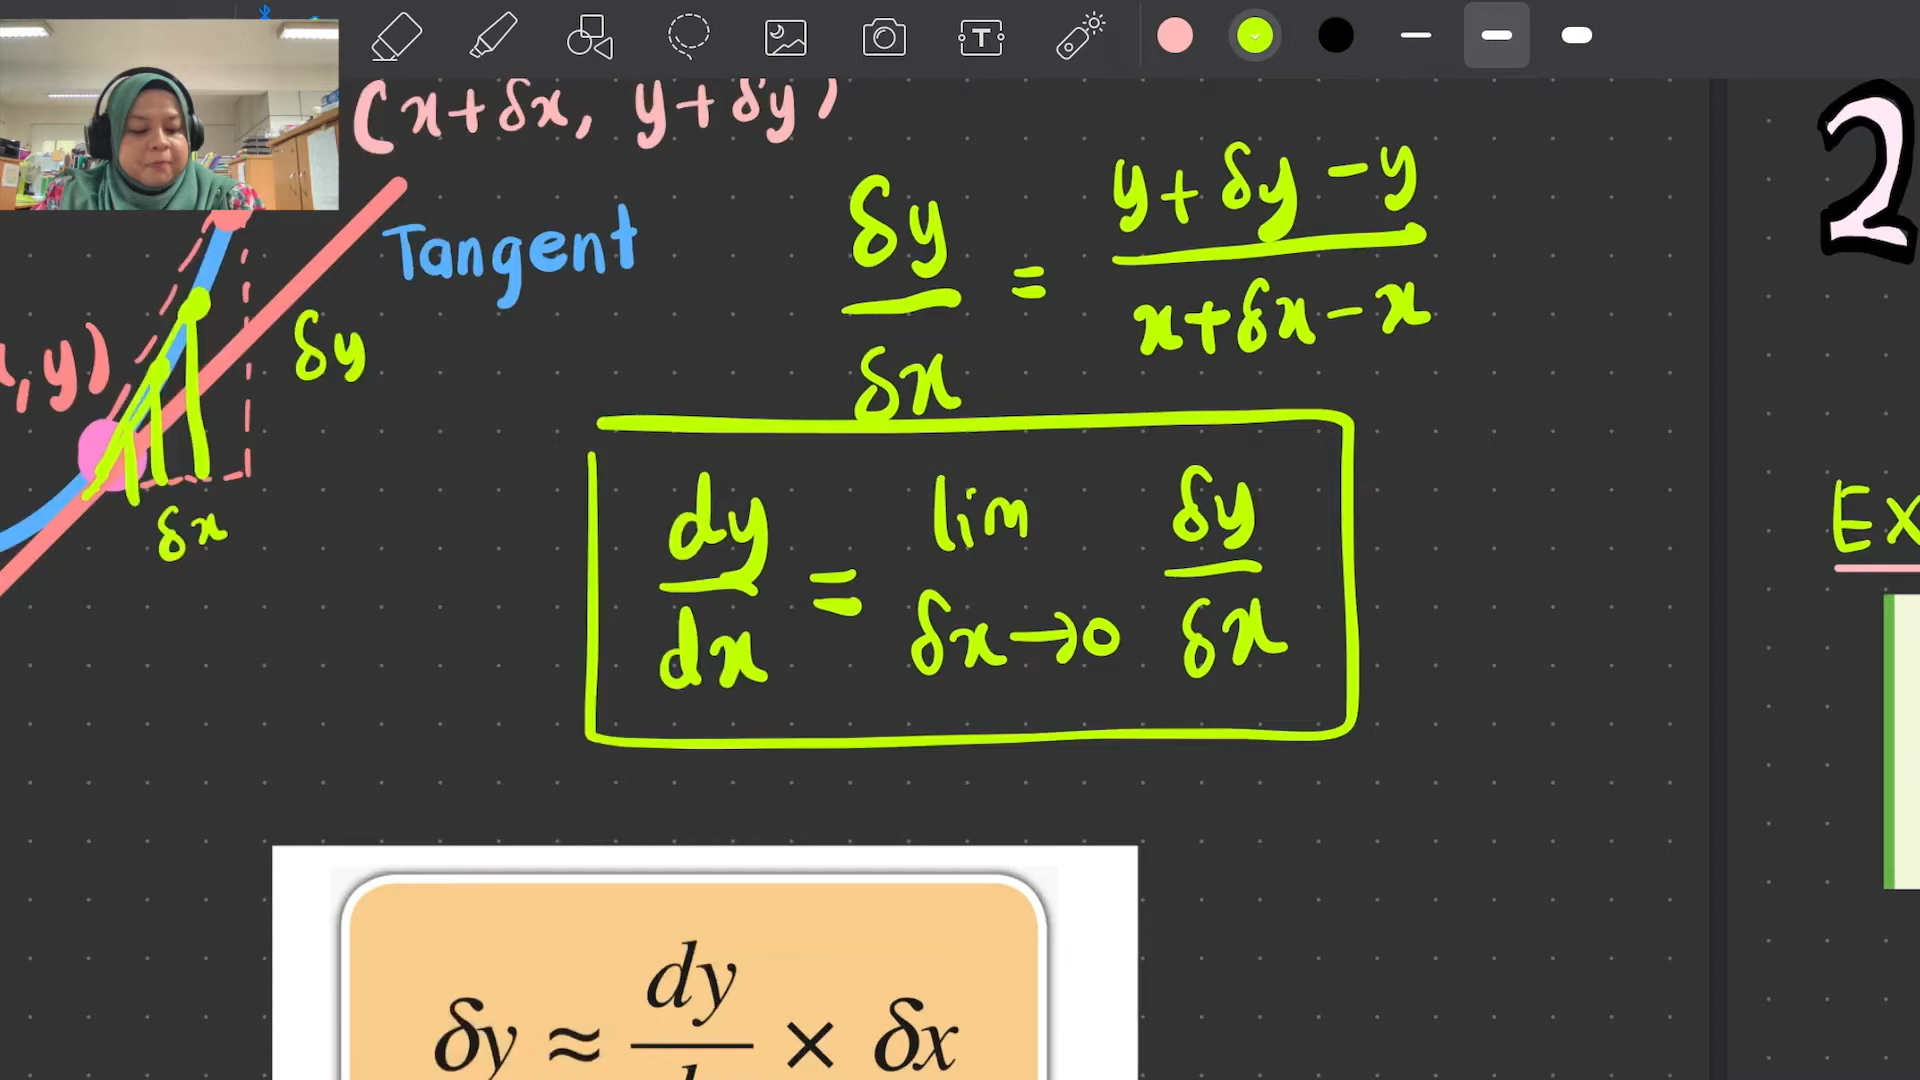 (x+δx, y+δy)
Tangent
δy/δx = (y+δy-y)/(x+δx-x)
,y)
δy
δx
dy/dx = lim δx→0 δy/δx
2
Ex
δy ≈ dy/d × δx